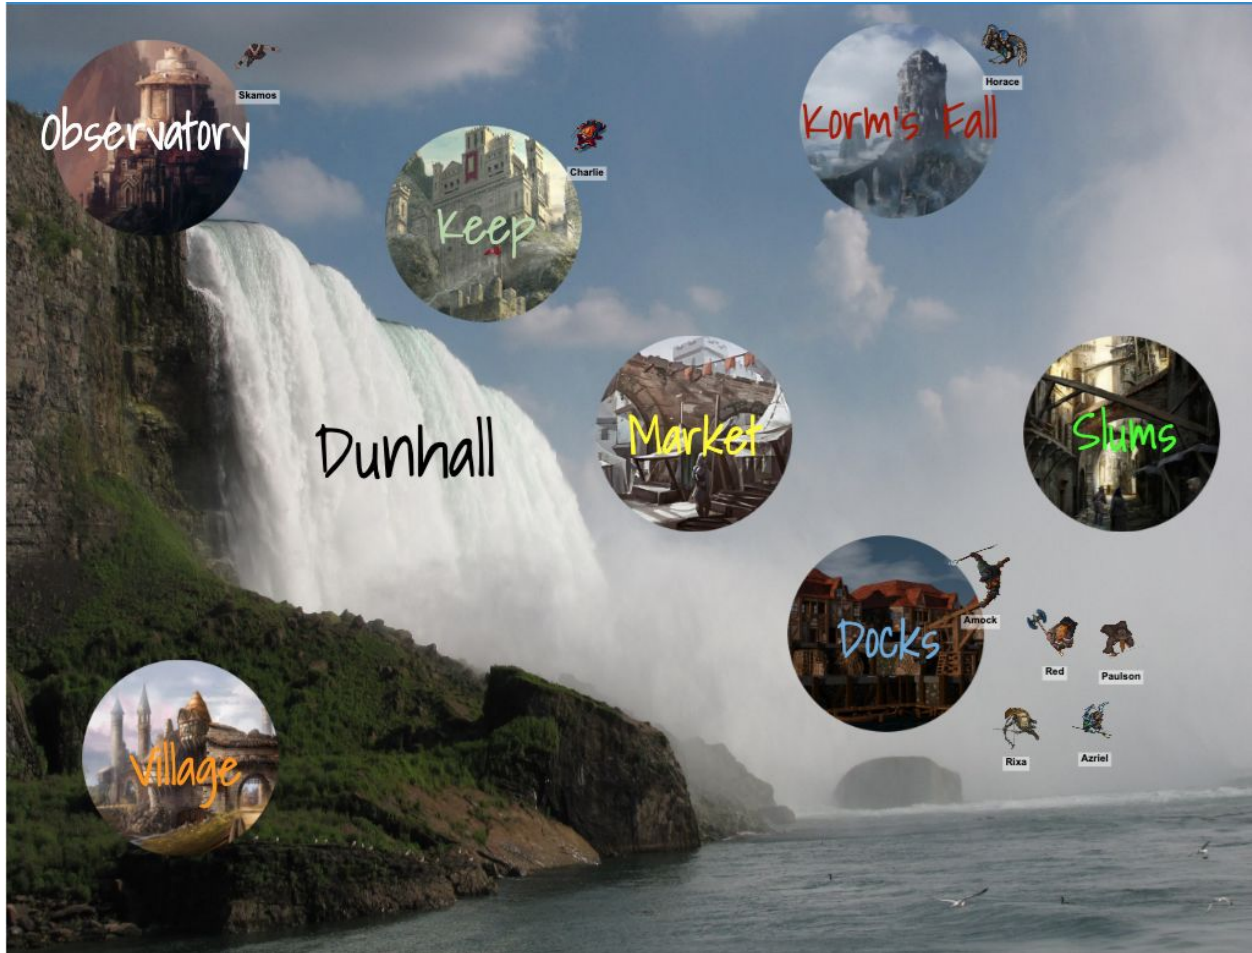 Skamos
Observatory
Horace
Korm's Fall
Charlie
Keep
Dunhall
Market
Slums
Amock
Docks
Red
Paulson
Rixa
Azriel
Village